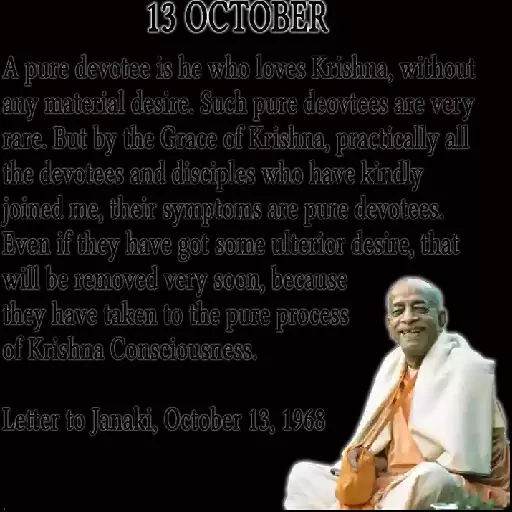 13 OCTOBER
A pure devotee is he who loves Krishna, without
any material desire. Such pure deovtees are very
rare. But by the Grace of Krishna, practically all
the devotees and disciples who have kindly
joined me, their symptoms are pure devotees.
Even if they have got some ulterior desire, that
will be removed very soon, because
they have taken to the pure process
of Krishna Consciousness.
Letter to Janaki, October 13, 1968